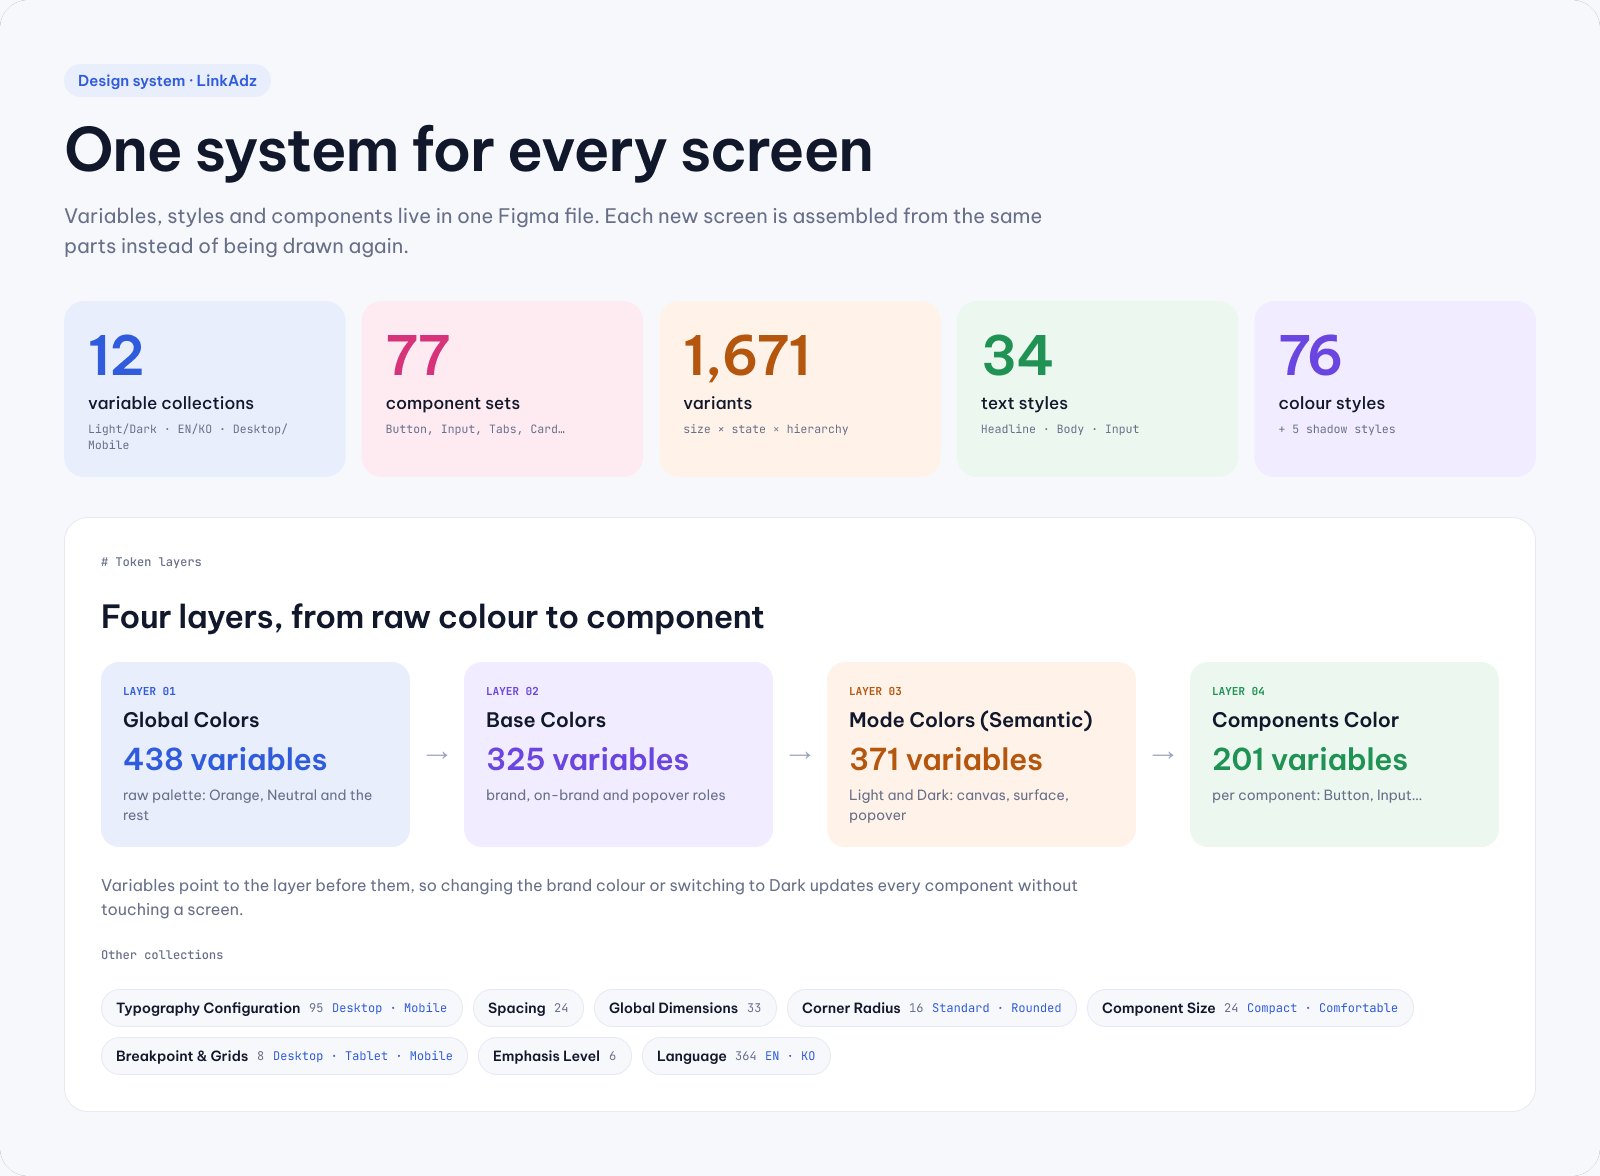 Design system · LinkAdz
One system for every screen
Variables, styles and components live in one Figma file. Each new screen is assembled from the same
parts instead of being drawn again.
12
variable collections
Light/Dark · EN/KO · Desktop/
Mobile
77
component sets
Button, Input, Tabs, Card…
1,671
variants
size × state × hierarchy
34
text styles
Headline · Body · Input
76
colour styles
+ 5 shadow styles
# Token layers
Four layers, from raw colour to component
LAYER 01
Global Colors
438 variables
raw palette: Orange, Neutral and the
rest
→
LAYER 02
Base Colors
325 variables
brand, on-brand and popover roles
→
LAYER 03
Mode Colors (Semantic)
371 variables
Light and Dark: canvas, surface,
popover
→
LAYER 04
Components Color
201 variables
per component: Button, Input…
Variables point to the layer before them, so changing the brand colour or switching to Dark updates every component without
touching a screen.
Other collections
Typography Configuration 95 Desktop · Mobile
Spacing 24
Global Dimensions 33
Corner Radius 16 Standard · Rounded
Component Size 24 Compact · Comfortable
Breakpoint & Grids 8 Desktop · Tablet · Mobile
Emphasis Level 6
Language 364 EN · KO